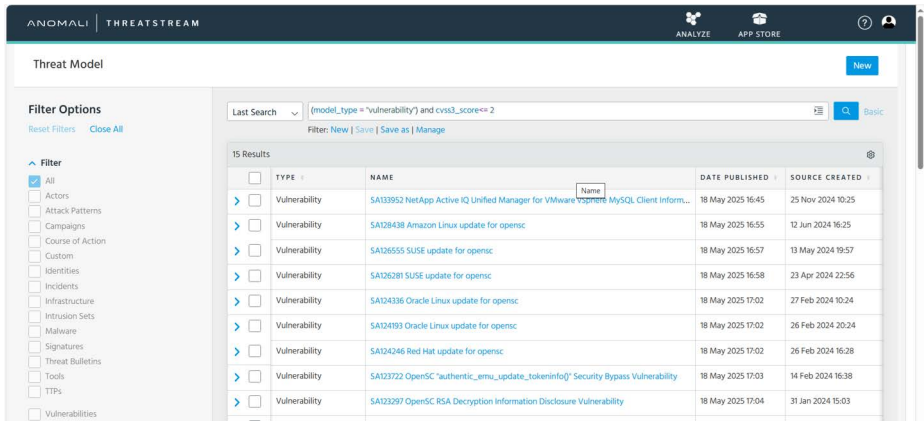 ANOMALI | THREATSTREAM
ANALYZE
APP STORE
?
Threat Model
New
Filter Options
Reset Filters Close All
Filter
All
Actors
Attack Patterns
Campaigns
Course of Action
Custom
Identities
Incidents
Infrastructure
Intrusion Sets
Malware
Signatures
Threat Bulletins
Tools
TTPs
Vulnerabilities
Last Search
(model_type = "vulnerability") and cvss3_score<= 2
Basic
Filter: New | Save | Save as | Manage
15 Results
TYPE NAME DATE PUBLISHED SOURCE CREATED
Name
Vulnerability SA133952 NetApp Active IQ Unified Manager for VMware vSphere MySQL Client Inform... 18 May 2025 16:45 25 Nov 2024 10:25
Vulnerability SA128438 Amazon Linux update for opensc 18 May 2025 16:55 12 Jun 2024 16:25
Vulnerability SA126555 SUSE update for opensc 18 May 2025 16:57 13 May 2024 19:57
Vulnerability SA126281 SUSE update for opensc 18 May 2025 16:58 23 Apr 2024 22:56
Vulnerability SA124336 Oracle Linux update for opensc 18 May 2025 17:02 27 Feb 2024 10:24
Vulnerability SA124193 Oracle Linux update for opensc 18 May 2025 17:02 26 Feb 2024 20:24
Vulnerability SA124246 Red Hat update for opensc 18 May 2025 17:02 26 Feb 2024 16:28
Vulnerability SA123722 OpenSC "authentic_emu_update_tokeninfo()" Security Bypass Vulnerability 18 May 2025 17:03 14 Feb 2024 16:38
Vulnerability SA123297 OpenSC RSA Decryption Information Disclosure Vulnerability 18 May 2025 17:04 31 Jan 2024 15:03